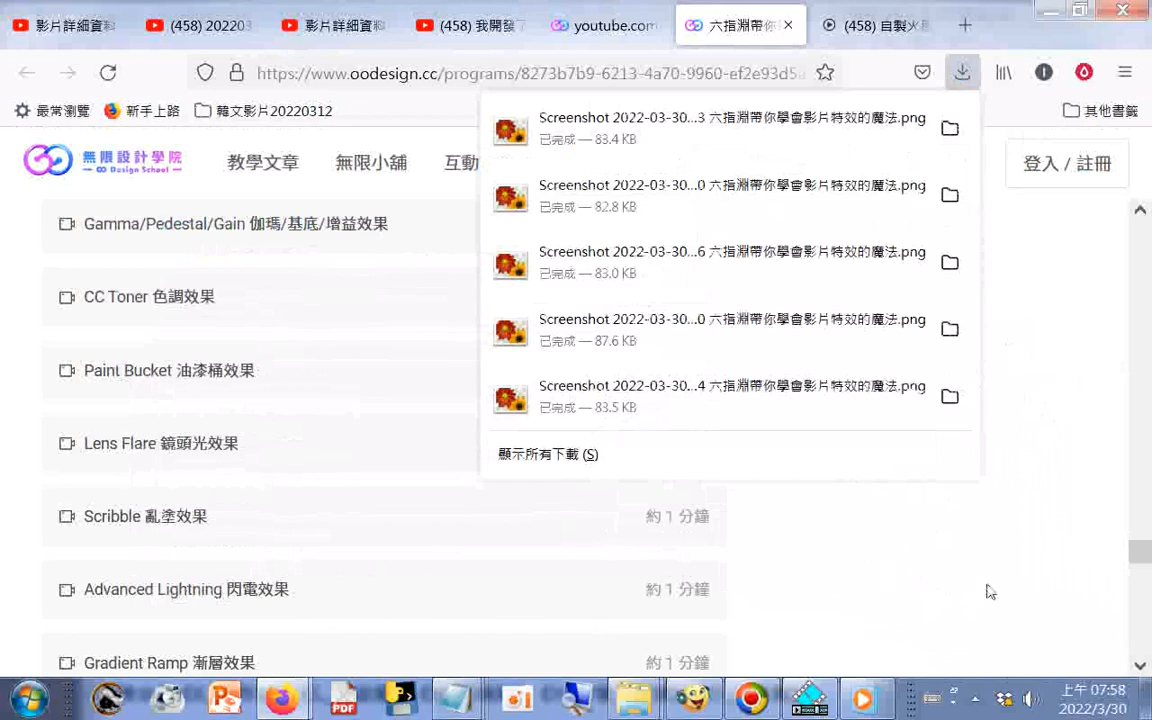 影片詳細資料
(458) 202203
影片詳細資料
(458) 我開發了
youtube.com
六指淵帶你
(458) 自製火
https://www.oodesign.cc/programs/8273b7b9-6213-4a70-9960-ef2e93d5a
最常瀏覽
新手上路
韓文影片20220312
其他書籤
無限設計學院
Design School
教學文章
無限小舖
互動
登入 / 註冊
Screenshot 2022-03-30...3 六指淵帶你學會影片特效的魔法.png
已完成 — 83.4 KB
Screenshot 2022-03-30...0 六指淵帶你學會影片特效的魔法.png
已完成 — 82.8 KB
Screenshot 2022-03-30...6 六指淵帶你學會影片特效的魔法.png
已完成 — 83.0 KB
Screenshot 2022-03-30...0 六指淵帶你學會影片特效的魔法.png
已完成 — 87.6 KB
Screenshot 2022-03-30...4 六指淵帶你學會影片特效的魔法.png
已完成 — 83.5 KB
顯示所有下載 (S)
Gamma/Pedestal/Gain 伽瑪/基底/增益效果
CC Toner 色調效果
Paint Bucket 油漆桶效果
Lens Flare 鏡頭光效果
Scribble 亂塗效果
約 1 分鐘
Advanced Lightning 閃電效果
約 1 分鐘
Gradient Ramp 漸層效果
約 1 分鐘
PDF
上午 07:58
2022/3/30